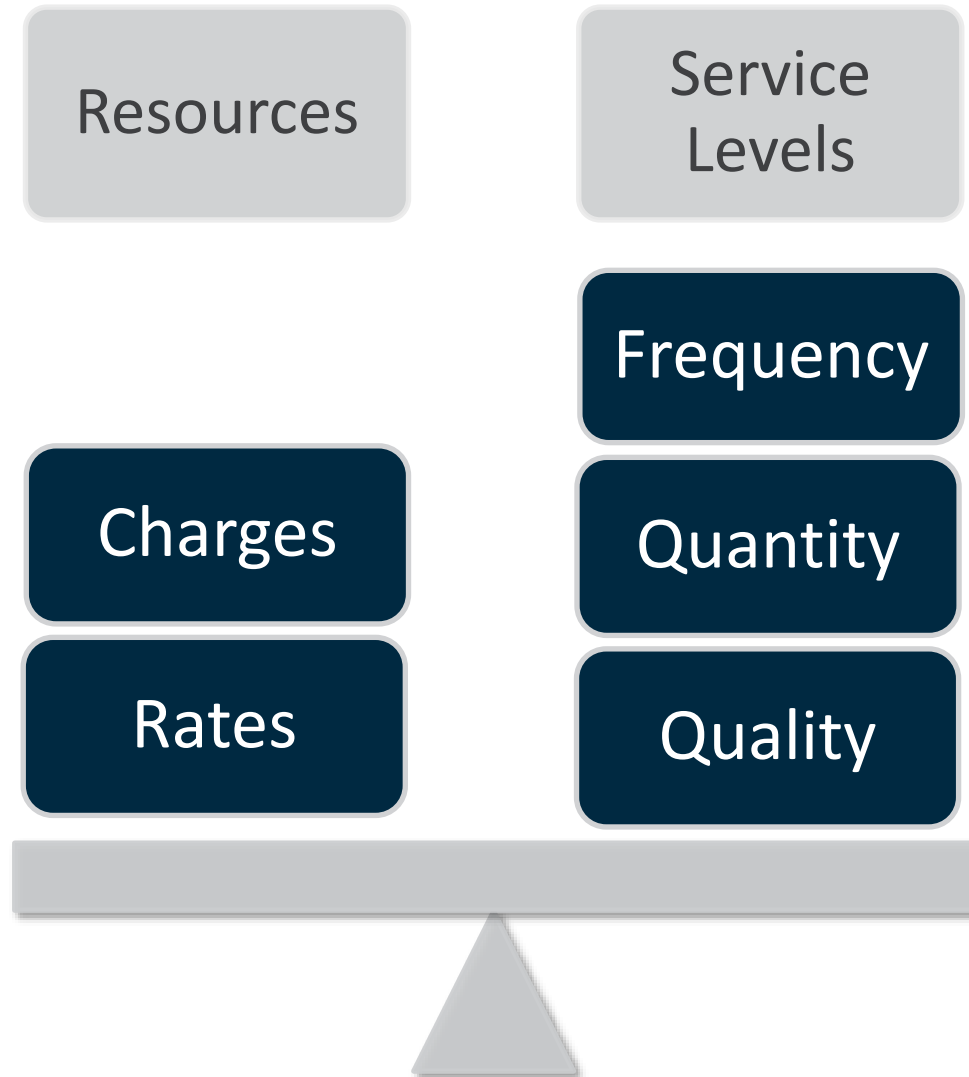 Resources
Service
Levels
Frequency
Charges
Quantity
Rates
Quality